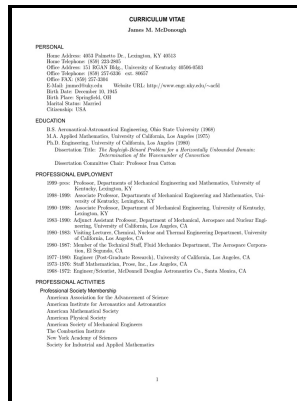 CURRICULUM VITAE
James M. McDonough
PERSONAL
Home Address: 4053 Palmetto Dr., Lexington, KY 40513
Home Telephone: (859) 223-2805
Office Address: 151 RGAN Bldg., University of Kentucky 40506-0503
Office Telephone: (859) 257-6336 ext. 80657
Office FAX: (859) 257-3304
E-Mail: jmmcd@uky.edu Website URL: http://www.engr.uky.edu/~acfd
Birth Date: December 10, 1945
Birth Place: Springfield, OH
Marital Status: Married
Citizenship: USA
EDUCATION
B.S. Aeronautical-Astronautical Engineering, Ohio State University (1968)
M.A. Applied Mathematics, University of California, Los Angeles (1975)
Ph.D. Engineering, University of California, Los Angeles (1980)
Dissertation Title: The Rayleigh-Bénard Problem for a Horizontally Unbounded Domain:
Determination of the Wavenumber of Convection
Dissertation Committee Chair: Professor Ivan Catton
PROFESSIONAL EMPLOYMENT
1999–pres: Professor, Departments of Mechanical Engineering and Mathematics, University of
Kentucky, Lexington, KY
1998–1999: Associate Professor, Departments of Mechanical Engineering and Mathematics, Uni-
versity of Kentucky, Lexington, KY
1990–1998: Associate Professor, Department of Mechanical Engineering, University of Kentucky,
Lexington, KY
1983–1990: Adjunct Assistant Professor, Department of Mechanical, Aerospace and Nuclear Engi-
neering, University of California, Los Angeles, CA
1980–1983: Visiting Lecturer, Chemical, Nuclear and Thermal Engineering Department, University
of California, Los Angeles, CA
1980–1987: Member of the Technical Staff, Fluid Mechanics Department, The Aerospace Corpora-
tion, El Segundo, CA
1977–1980: Engineer (Post-Graduate Research), University of California, Los Angeles, CA
1973–1976: Staff Mathematician, Prose, Inc., Los Angeles, CA
1968–1972: Engineer/Scientist, McDonnell Douglas Astronautics Co., Santa Monica, CA
PROFESSIONAL ACTIVITIES
Professional Society Membership
American Association for the Advancement of Science
American Institute for Aeronautics and Astronautics
American Mathematical Society
American Physical Society
American Society of Mechanical Engineers
The Combustion Institute
New York Academy of Sciences
Society for Industrial and Applied Mathematics
1